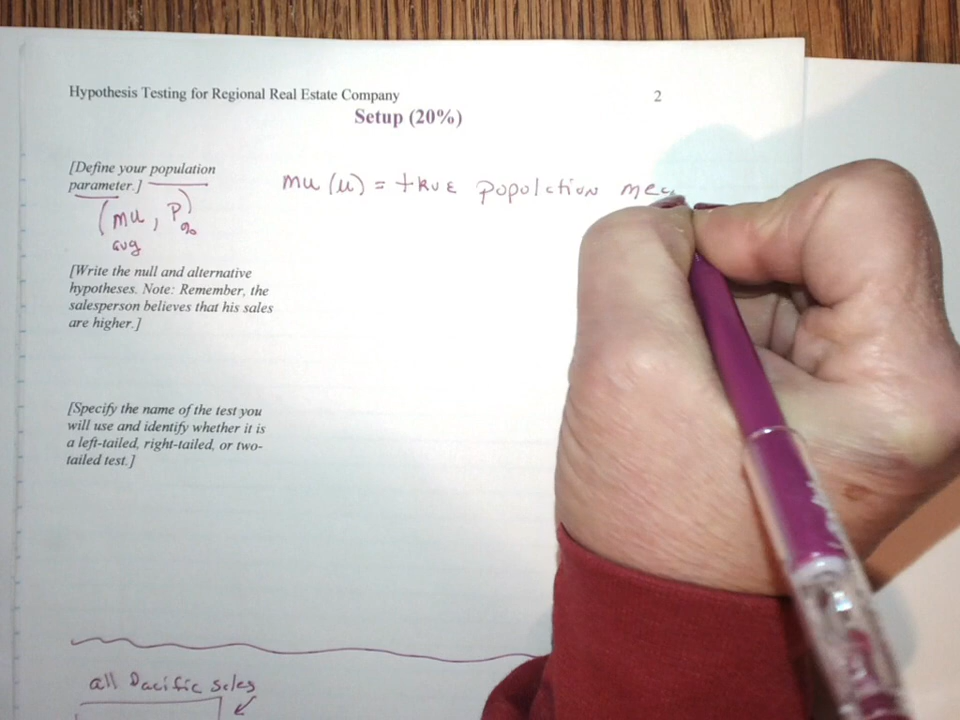 Hypothesis Testing for Regional Real Estate Company 2
Setup (20%)
[Define your population
parameter.]
mu (μ) = true population mea
(mu, P)
avg %
[Write the null and alternative
hypotheses. Note: Remember, the
salesperson believes that his sales
are higher.]
[Specify the name of the test you
will use and identify whether it is
a left-tailed, right-tailed, or two-
tailed test.]
all Pacific sales